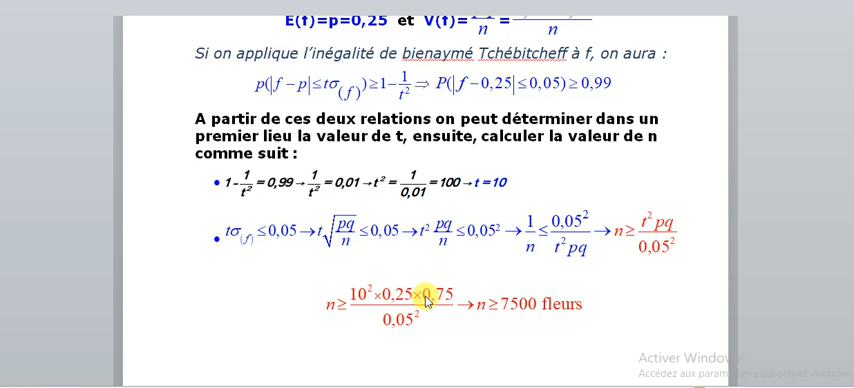 E(f)=p=0,25 et V(f)= pq/n = /n
Si on applique l’inégalité de bienaymé Tchébitcheff à f, on aura :
p(|f − p| ≤ tσ(f)) ≥ 1 − 1/t² ⇒ P(|f − 0,25| ≤ 0,05) ≥ 0,99
A partir de ces deux relations on peut déterminer dans un
premier lieu la valeur de t, ensuite, calculer la valeur de n
comme suit :
• 1 - 1/t² = 0,99 → 1/t² = 0,01 → t² = 1/0,01 = 100 → t = 10
• tσ(f) ≤ 0,05 → t√(pq/n) ≤ 0,05 → t² pq/n ≤ 0,05² → 1/n ≤ 0,05²/t²pq → n ≥ t²pq/0,05²
n ≥ 10²×0,25×0,75/0,05² → n ≥ 7500 fleurs
Activer Window
Accédez aux paramètres pour activer Windows